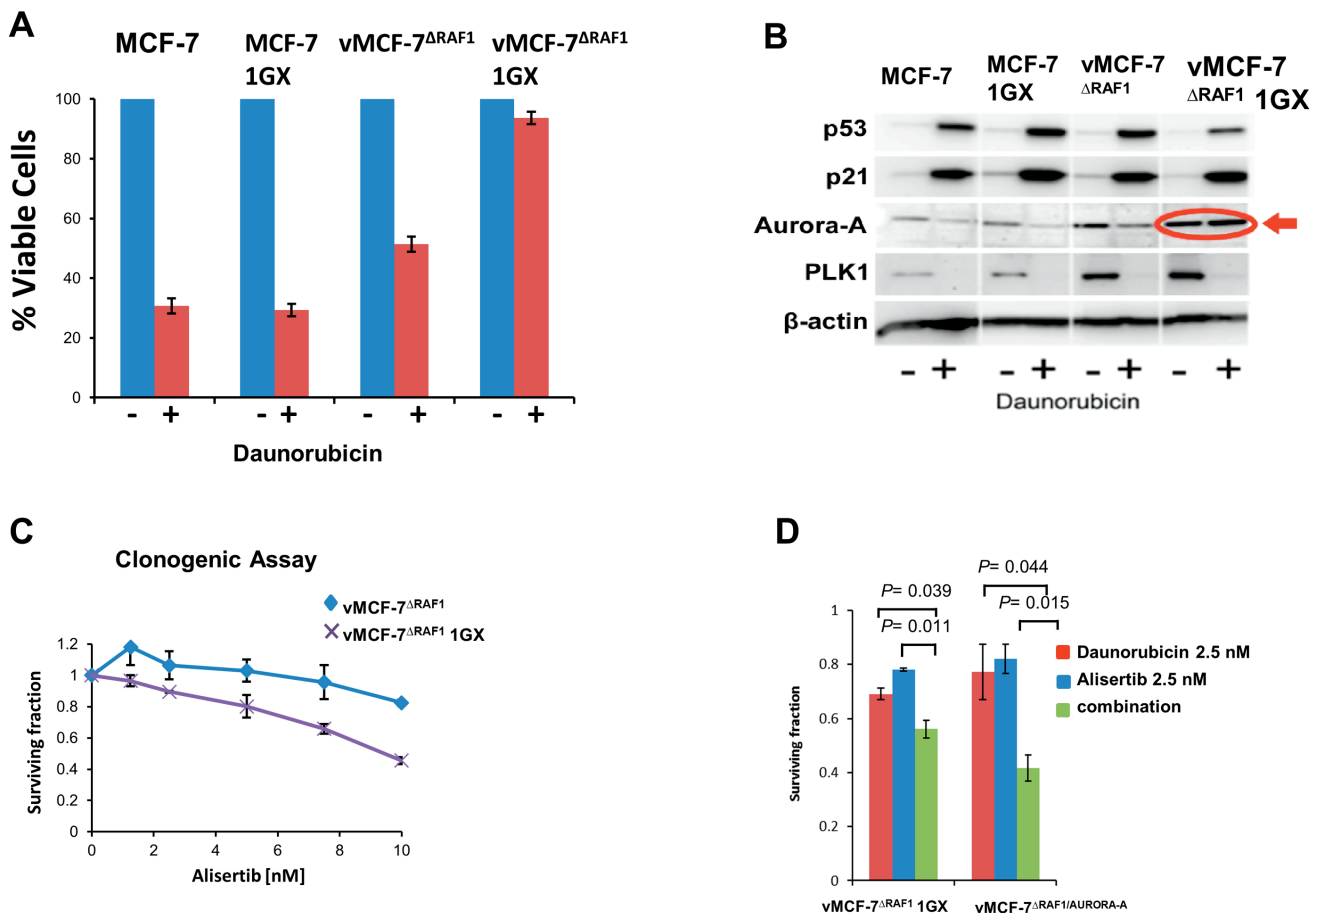 A
MCF-7
MCF-7
1GX
vMCF-7ΔRAF1
vMCF-7ΔRAF1
1GX
% Viable Cells
100
80
60
40
20
0
- + - + - + - +
Daunorubicin
B
MCF-7
MCF-7
1GX
vMCF-7
ΔRAF1
vMCF-7
ΔRAF1 1GX
p53
p21
Aurora-A
PLK1
β-actin
- + - + - + - +
Daunorubicin
C
Clonogenic Assay
vMCF-7ΔRAF1
vMCF-7ΔRAF1 1GX
Surviving fraction
1.2
1
0.8
0.6
0.4
0.2
0
0 2 4 6 8 10
Alisertib [nM]
D
P= 0.044
P= 0.039
P= 0.015
P= 0.011
Daunorubicin 2.5 nM
Alisertib 2.5 nM
combination
Surviving fraction
1
0.8
0.6
0.4
0.2
0
vMCF-7ΔRAF1 1GX
vMCF-7ΔRAF1/AURORA-A